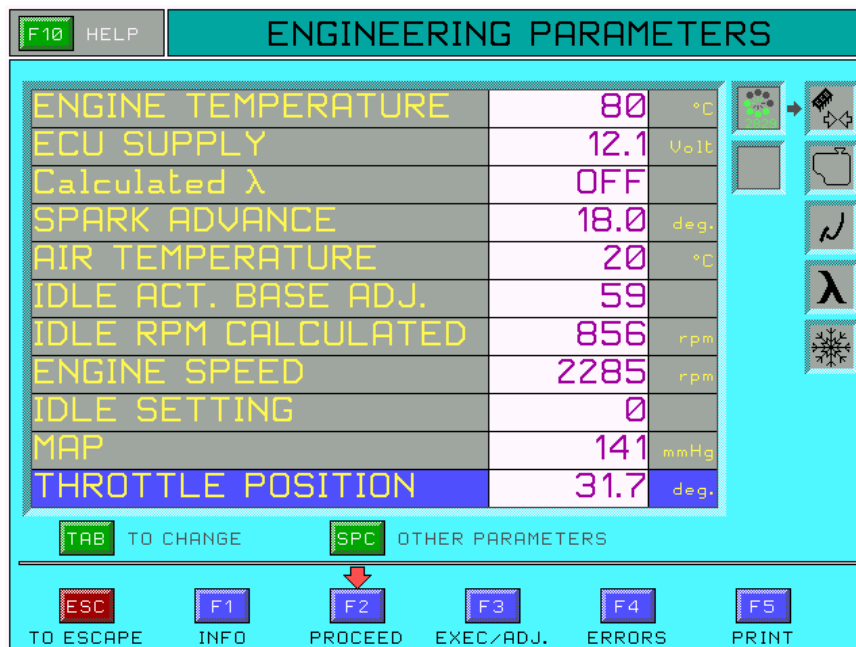 F10 HELP ENGINEERING PARAMETERS
ENGINE TEMPERATURE 80 °C
ECU SUPPLY 12.1 Volt
Calculated λ OFF
SPARK ADVANCE 18.0 deg.
AIR TEMPERATURE 20 °C
IDLE ACT. BASE ADJ. 59
IDLE RPM CALCULATED 856 rpm
ENGINE SPEED 2285 rpm
IDLE SETTING 0
MAP 141 mmHg
THROTTLE POSITION 31.7 deg.
λ
TAB TO CHANGE SPC OTHER PARAMETERS
ESC F1 F2 F3 F4 F5
TO ESCAPE INFO PROCEED EXEC/ADJ. ERRORS PRINT